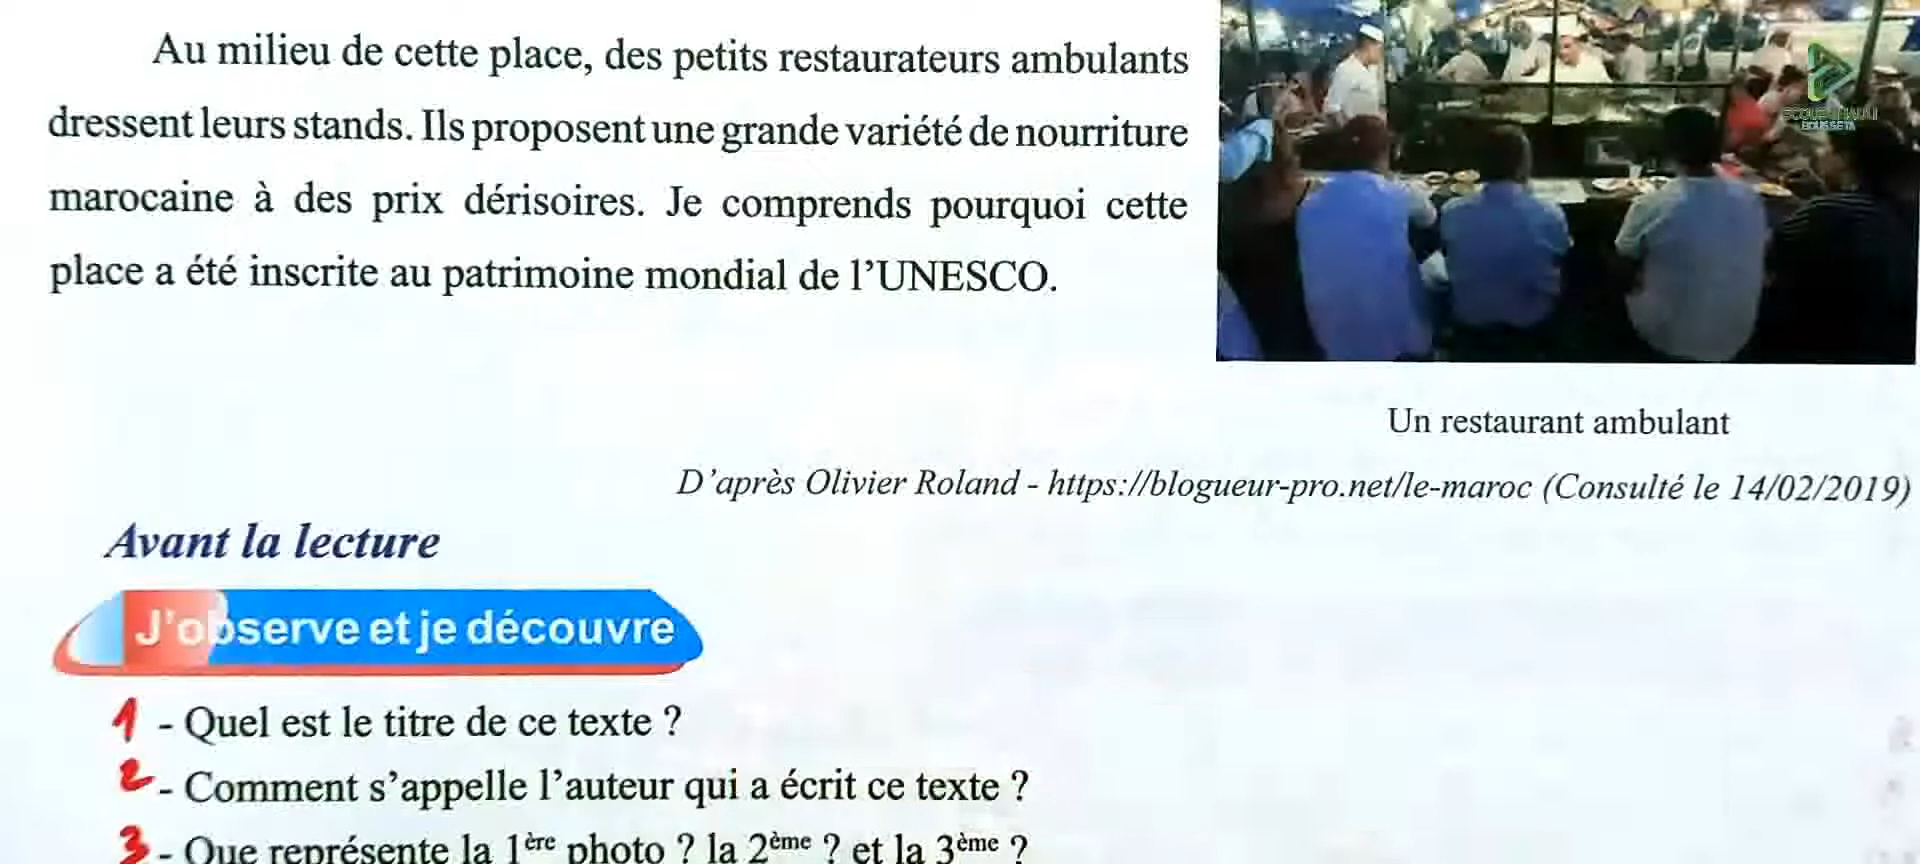 Au milieu de cette place, des petits restaurateurs ambulants
dressent leurs stands. Ils proposent une grande variété de nourriture
marocaine à des prix dérisoires. Je comprends pourquoi cette
place a été inscrite au patrimoine mondial de l’UNESCO.
BOUSSETA
Un restaurant ambulant
D’après Olivier Roland - https://blogueur-pro.net/le-maroc (Consulté le 14/02/2019)
Avant la lecture
J'observe et je découvre
1 - Quel est le titre de ce texte ?
2 - Comment s’appelle l’auteur qui a écrit ce texte ?
3 - Que représente la 1ère photo ? la 2ème ? et la 3ème ?